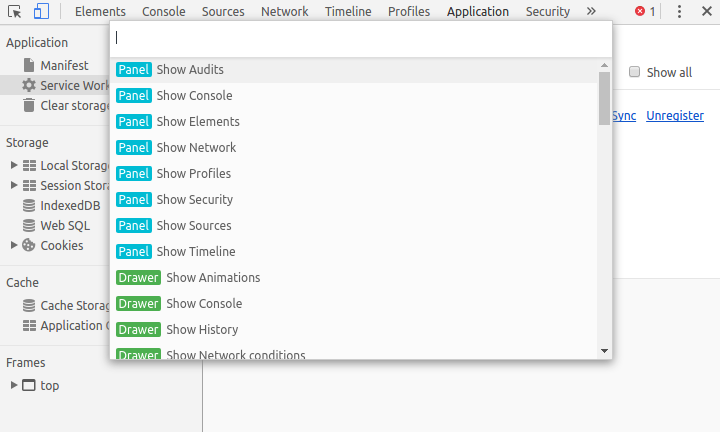 Elements Console Sources Network Timeline Profiles Application Security » 1
Application
Manifest
Service Work
Clear storage
Storage
Local Storage
Session Stora
IndexedDB
Web SQL
Cookies
Cache
Cache Storag
Application C
Frames
top
Panel Show Audits
Panel Show Console
Panel Show Elements
Panel Show Network
Panel Show Profiles
Panel Show Security
Panel Show Sources
Panel Show Timeline
Drawer Show Animations
Drawer Show Console
Drawer Show History
Drawer Show Network conditions
Show all
Sync Unregister